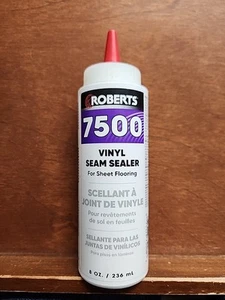 ROBERTS
7500
VINYL
SEAM SEALER
For Sheet Flooring
SCELLANT À
JOINT DE VINYLE
Pour revêtements
de sol en feuilles
SELLANTE PARA LAS
JUNTAS DE VINÍLICOS
8 OZ. / 236 mL